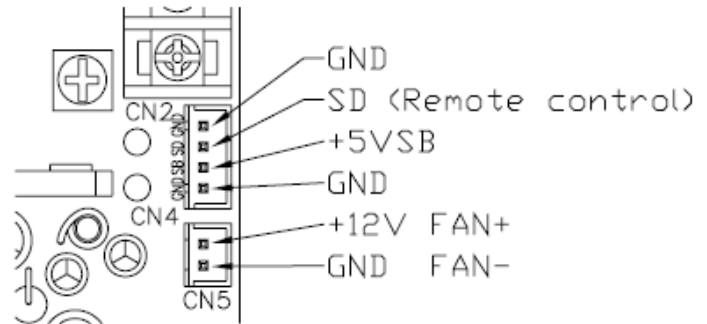 GND
SD (Remote control)
+5VSB
GND
+12V FAN+
GND FAN-
CN2
GND
SD
SB
GND
CN4
CN5